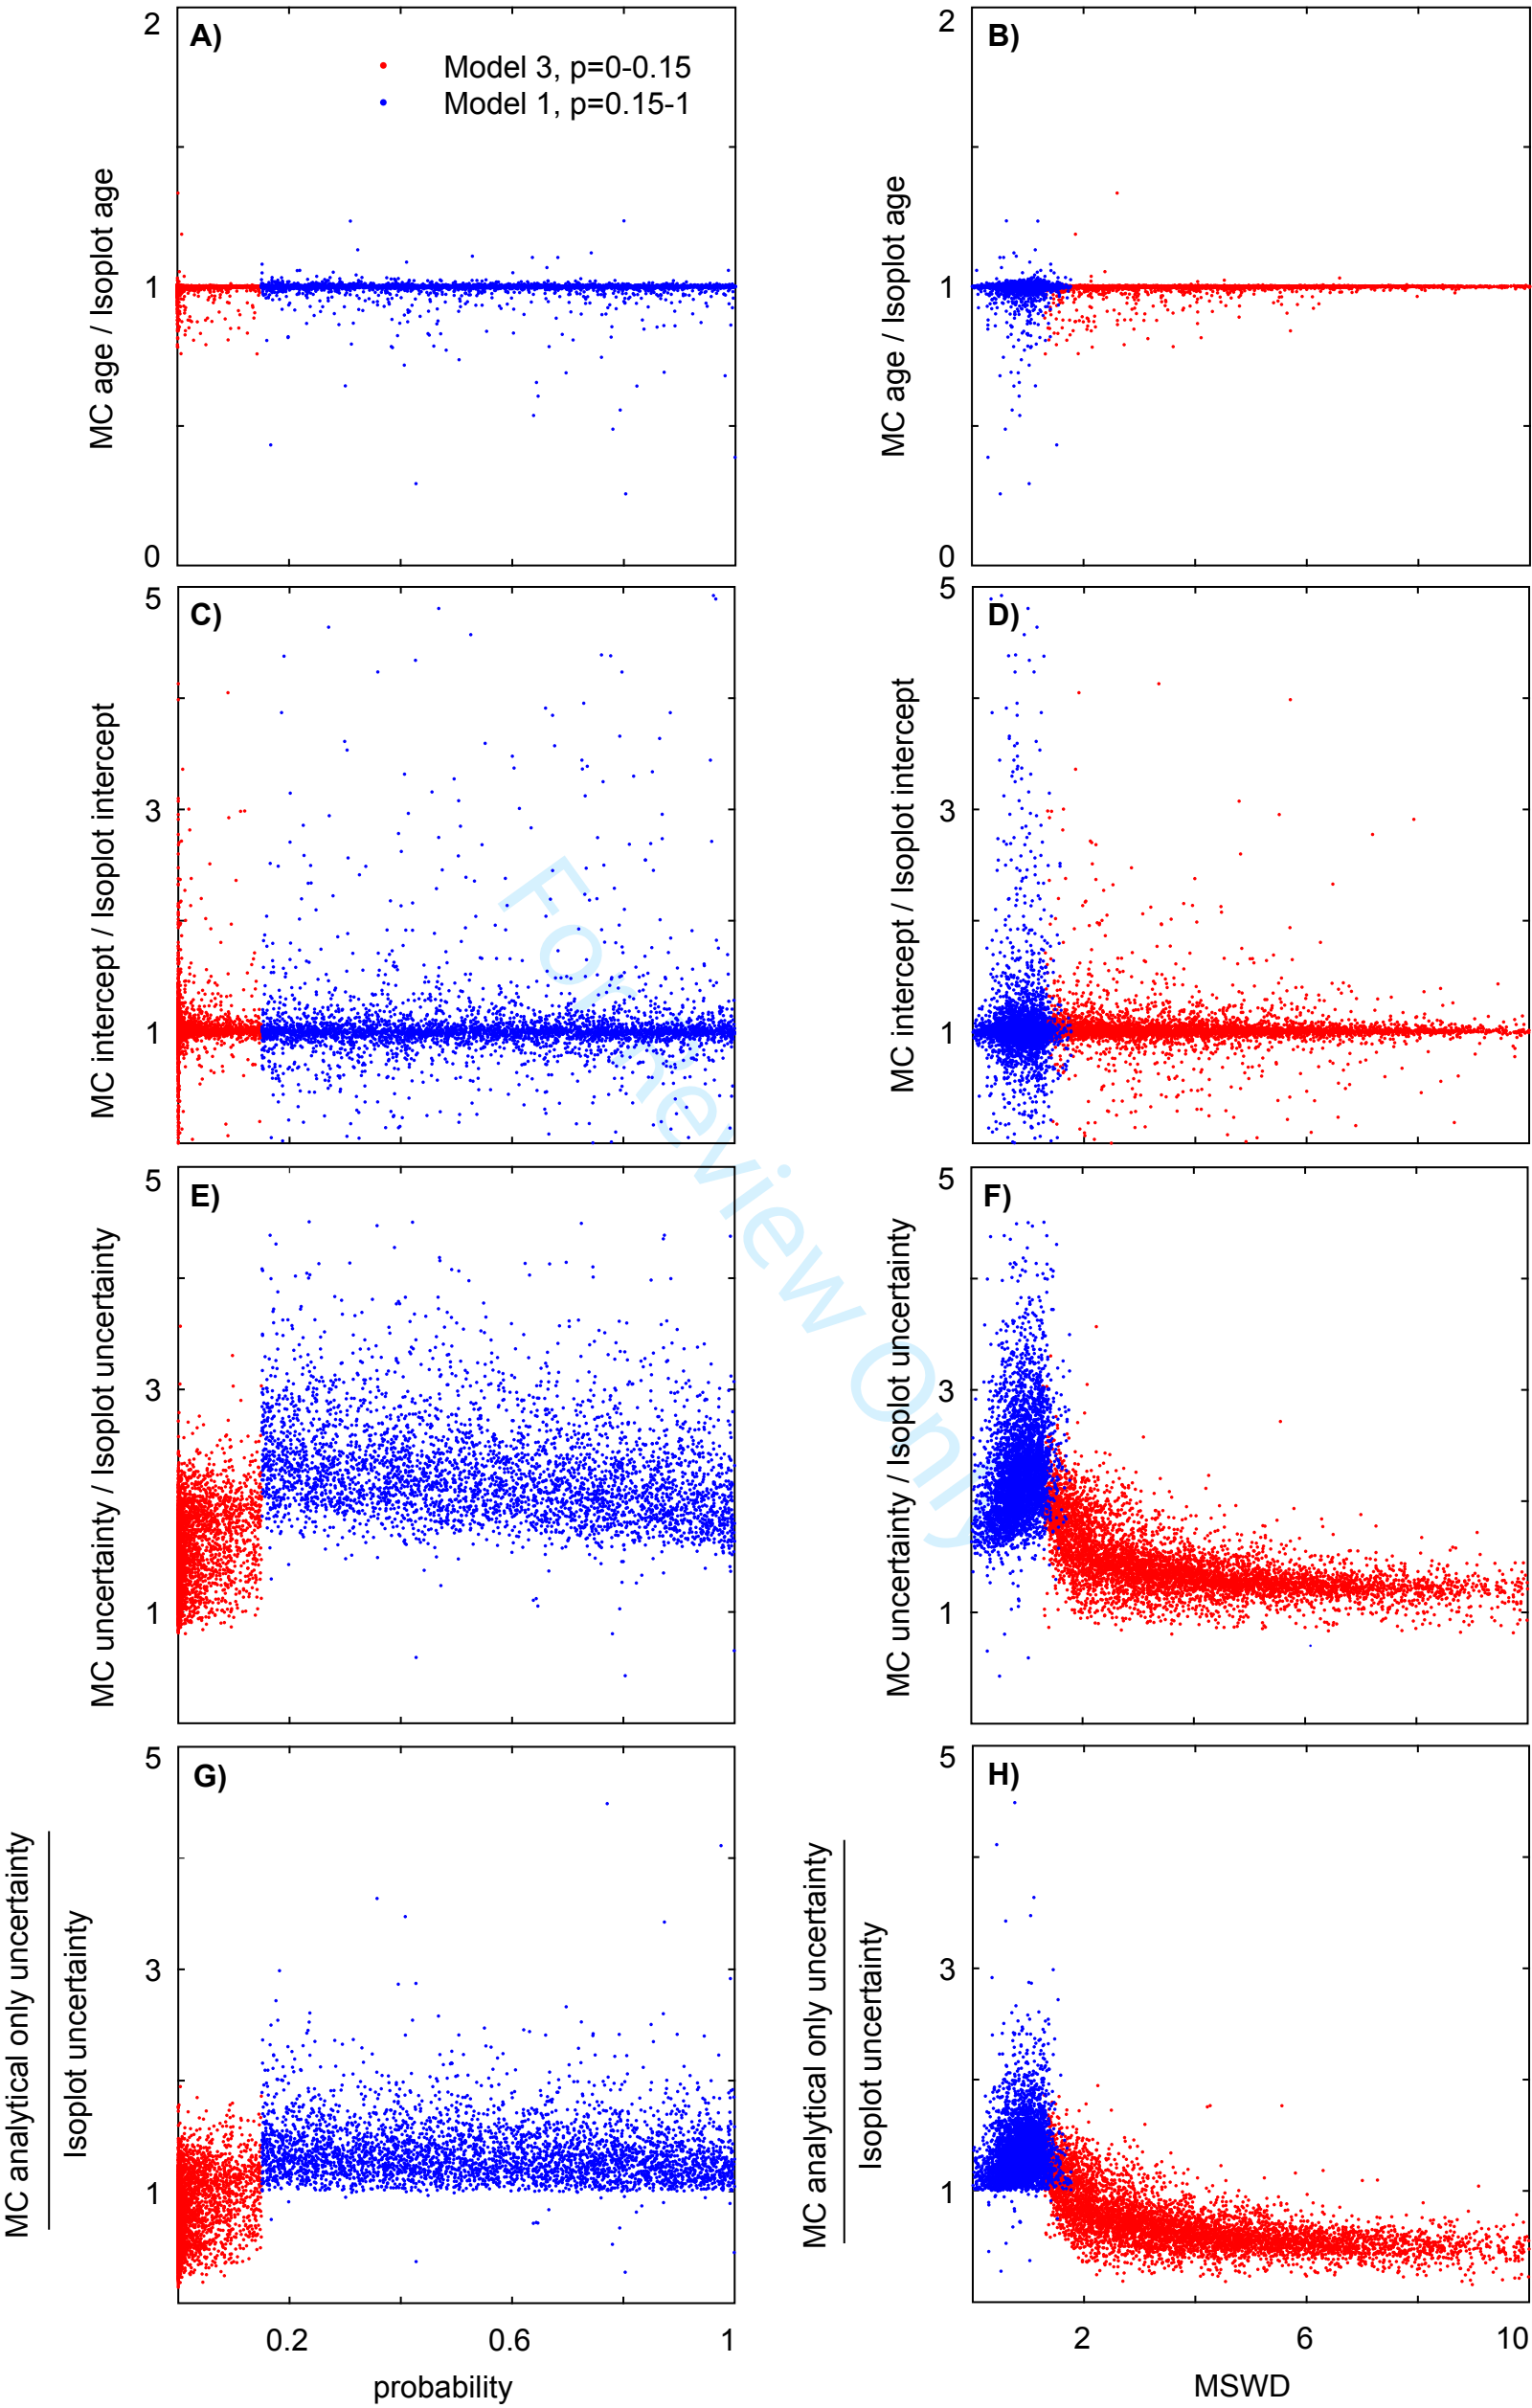 A)
B)
2
2
Model 3, p=0-0.15
Model 1, p=0.15-1
MC age / Isoplot age
MC age / Isoplot age
1
1
0
0
C)
D)
5
5
MC intercept / Isoplot intercept
MC intercept / Isoplot intercept
3
3
1
1
For Review Only
E)
F)
5
5
MC uncertainty / Isoplot uncertainty
MC uncertainty / Isoplot uncertainty
3
3
1
1
G)
H)
5
5
MC analytical only uncertainty
Isoplot uncertainty
MC analytical only uncertainty
Isoplot uncertainty
3
3
1
1
0.2
0.6
1
2
6
10
probability
MSWD